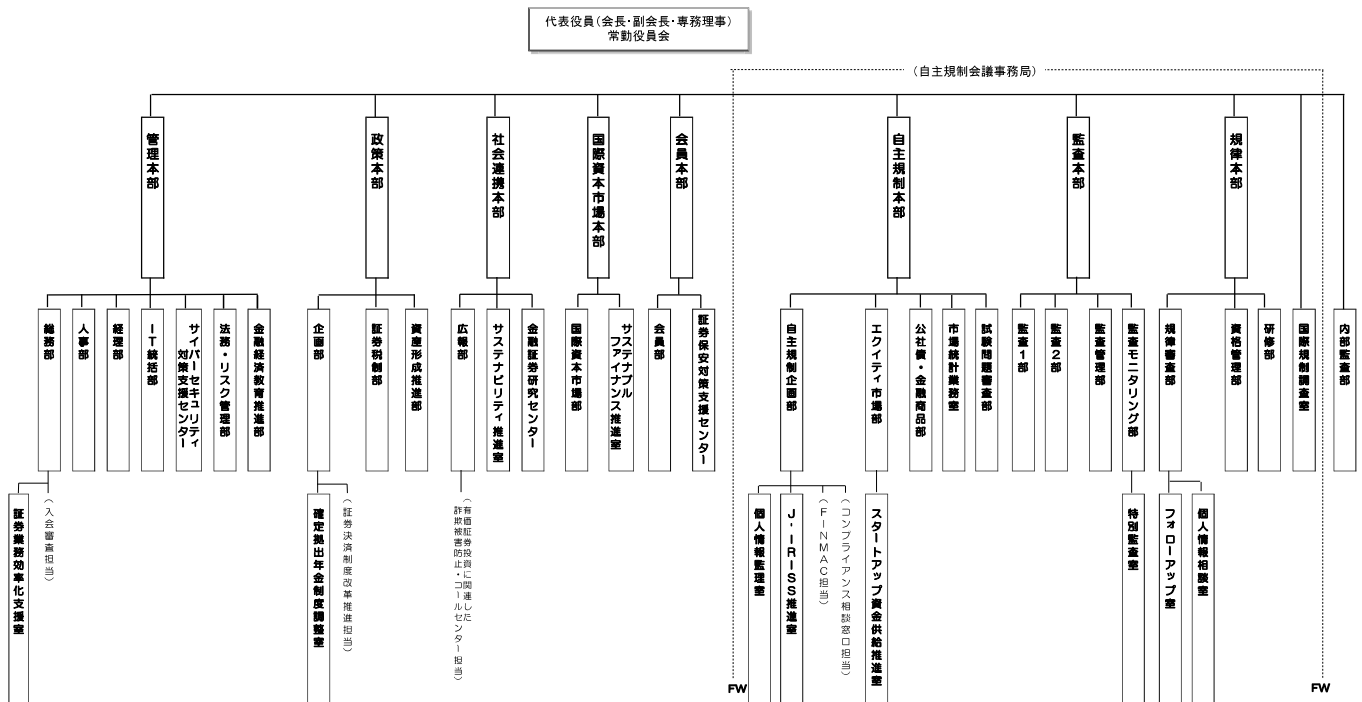 代表役員（会長・副会長・専務理事）
常勤役員会
（自主規制会議事務局）
管理本部
政策本部
社会連携本部
国際資本市場本部
会員本部
自主規制本部
監査本部
規律本部
総務部
人事部
経理部
IT統括部
サイバーセキュリティ
対策支援センター
法務・リスク管理部
金融経済教育推進部
企画部
証券税制部
資産形成推進部
広報部
サステナビリティ推進室
金融証券研究センター
国際資本市場部
サステナブル
ファイナンス推進室
会員部
証券保安対策支援センター
自主規制企画部
エクイティ市場部
公社債・金融商品部
市場統計業務室
試験問題審査部
監査1部
監査2部
監査管理部
監査モニタリング部
規律審査部
資格管理部
研修部
国際規制調査室
内部監査部
証券業務効率化支援室
（入会審査担当）
確定拠出年金制度調整室
（証券決済制度改革推進担当）
（有価証券投資に関連した
詐欺被害防止・コールセンター担当）
個人情報監理室
J-IRISS推進室
（FINMAC担当）
（コンプライアンス相談窓口担当）
スタートアップ資金供給推進室
特別監査室
フォローアップ室
個人情報相談室
FW
FW